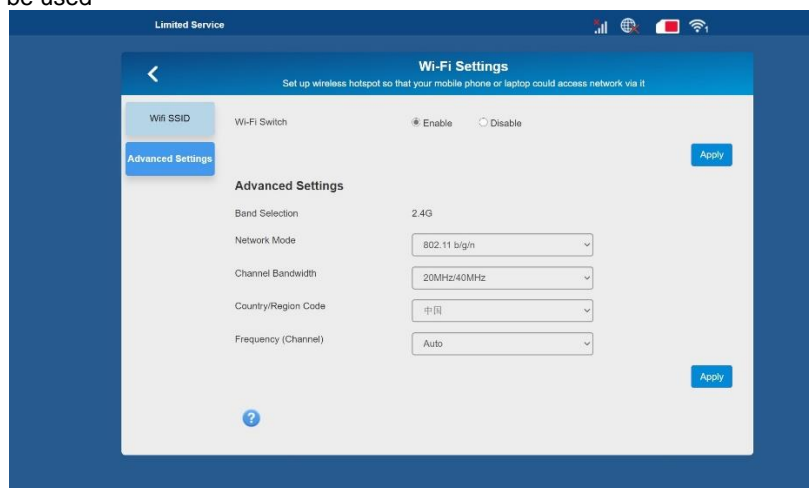 be used
Limited Service
1
Wi-Fi Settings
Set up wireless hotspot so that your mobile phone or laptop could access network via it
Wifi SSID
Wi-Fi Switch
Enable
Disable
Apply
Advanced Settings
Advanced Settings
Band Selection
2.4G
Network Mode
802.11 b/g/n
Channel Bandwidth
20MHz/40MHz
Country/Region Code
中国
Frequency (Channel)
Auto
Apply
?